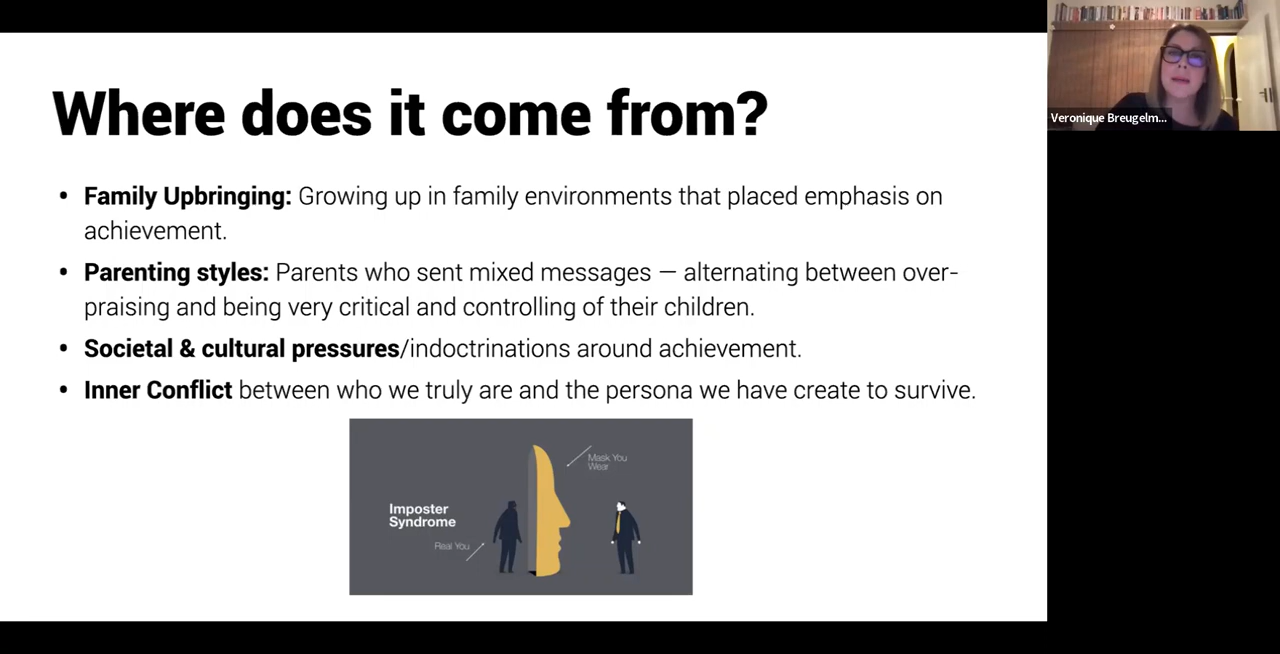 Where does it come from?
• Family Upbringing: Growing up in family environments that placed emphasis on
achievement.
• Parenting styles: Parents who sent mixed messages — alternating between over-
praising and being very critical and controlling of their children.
• Societal & cultural pressures/indoctrinations around achievement.
• Inner Conflict between who we truly are and the persona we have create to survive.
Mask You
Wear
Imposter
Syndrome
Real You
Veronique Breugelm...